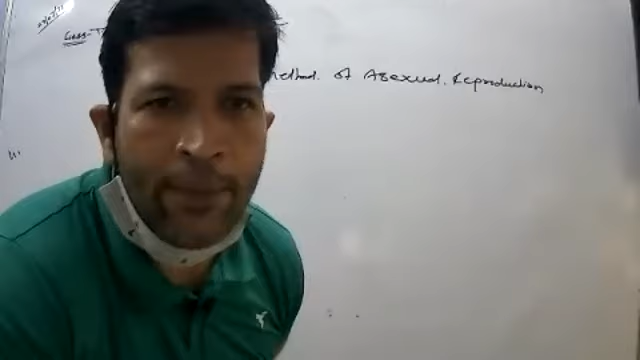 Class-
method. of Asexual. Reproduction